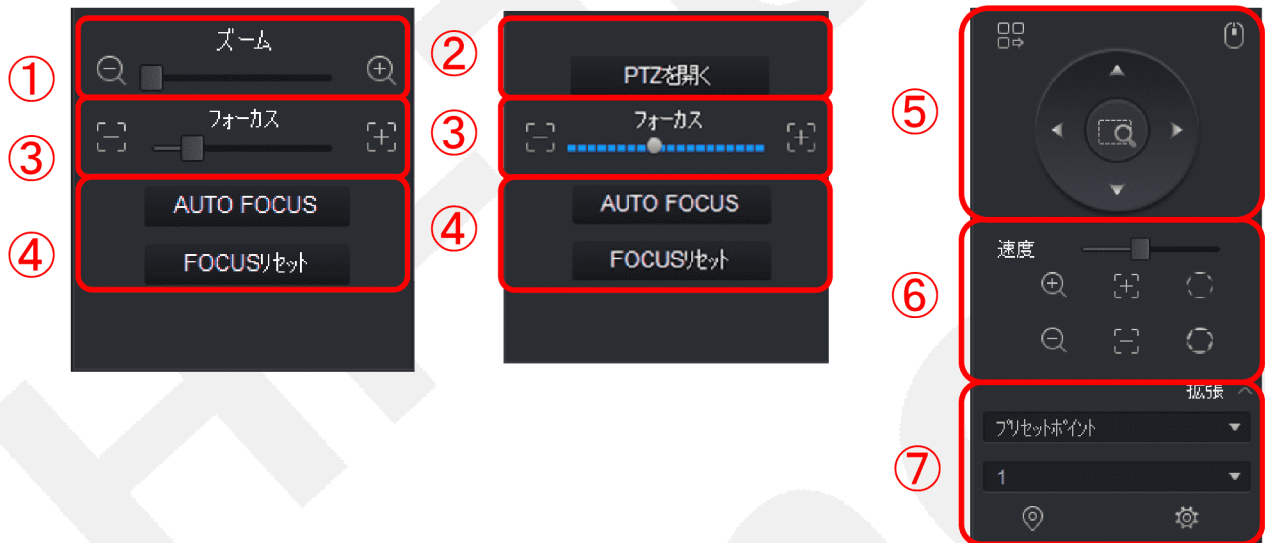 ①
ズーム
③
フォーカス
④
AUTO FOCUS
FOCUSリセット
②
PTZを開く
③
フォーカス
④
AUTO FOCUS
FOCUSリセット
⑤
⑥
速度
⑦
拡張
プリセットポイント
1